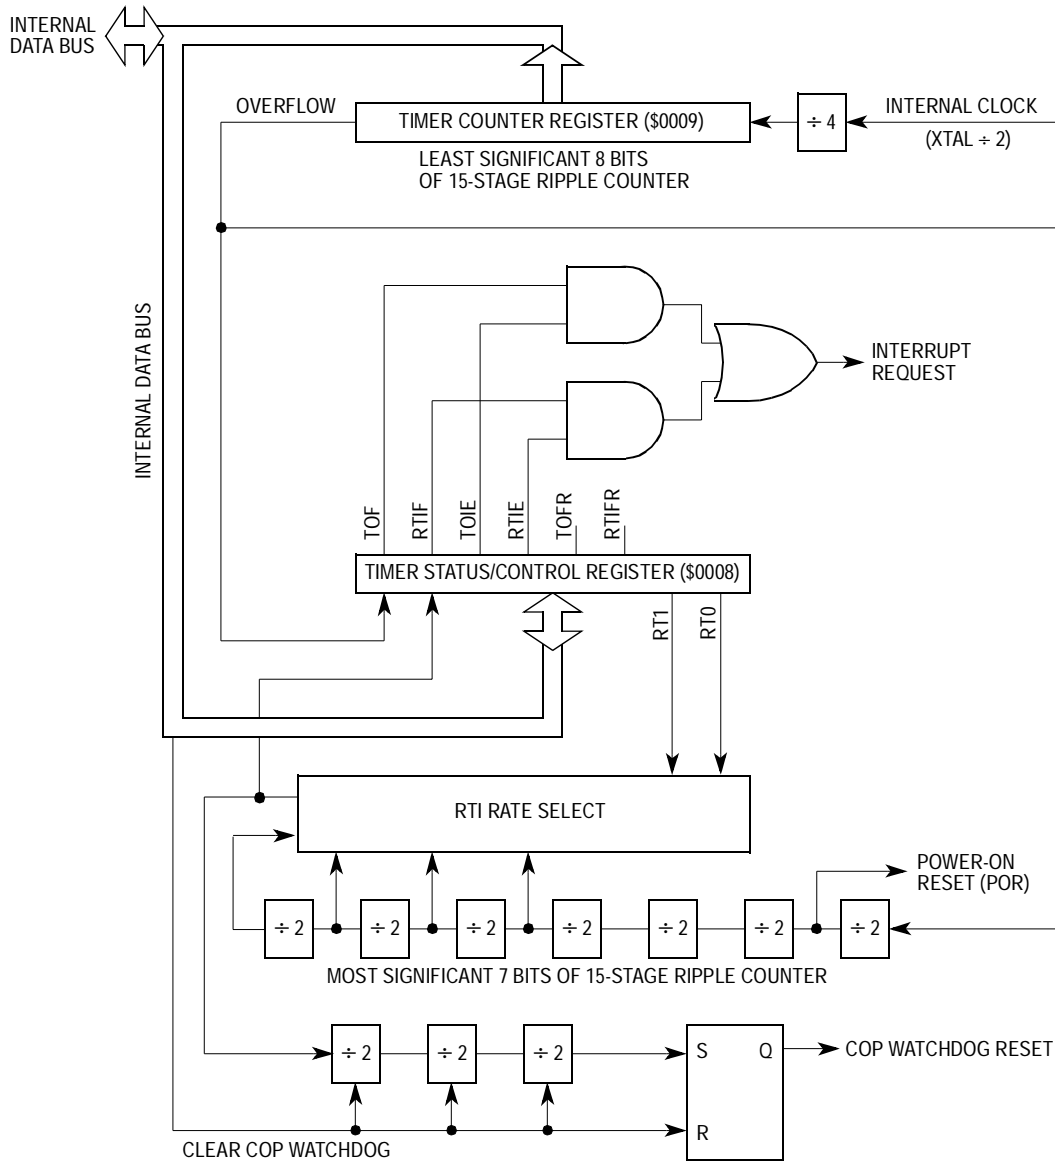 INTERNAL
DATA BUS
OVERFLOW
TIMER COUNTER REGISTER ($0009)
÷ 4
INTERNAL CLOCK
(XTAL ÷ 2)
LEAST SIGNIFICANT 8 BITS
OF 15-STAGE RIPPLE COUNTER
INTERNAL DATA BUS
INTERRUPT
REQUEST
TOF
RTIF
TOIE
RTIE
TOFR
RTIFR
TIMER STATUS/CONTROL REGISTER ($0008)
RT1
RT0
RTI RATE SELECT
POWER-ON
RESET (POR)
÷ 2
÷ 2
÷ 2
÷ 2
÷ 2
÷ 2
÷ 2
MOST SIGNIFICANT 7 BITS OF 15-STAGE RIPPLE COUNTER
÷ 2
÷ 2
÷ 2
S
Q
COP WATCHDOG RESET
R
CLEAR COP WATCHDOG